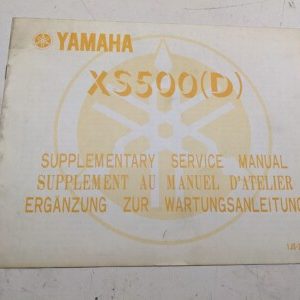 YAMAHA
XS500(D)
SUPPLEMENTARY SERVICE MANUAL
SUPPLEMENT AU MANUEL D'ATELIER
ERGÄNZUNG ZUR WARTUNGSANLEITUNG